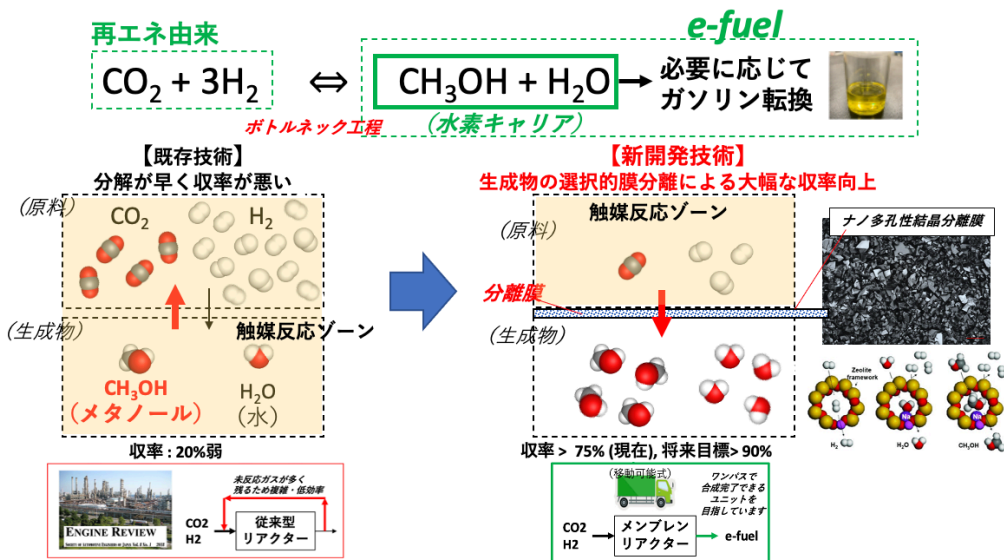 再エネ由来
e-fuel
CO2 + 3H2 ⇔ CH3OH + H2O
必要に応じて
ガソリン転換
ボトルネック工程
(水素キャリア)
【既存技術】
分解が早く収率が悪い
(原料)
CO2
H2
(生成物)
触媒反応ゾーン
CH3OH
(メタノール)
H2O
(水)
収率 : 20%弱
ENGINE REVIEW
未反応ガスが多く
残るため複雑・低効率
CO2
H2
従来型
リアクター
【新開発技術】
生成物の選択的膜分離による大幅な収率向上
触媒反応ゾーン
(原料)
ナノ多孔性結晶分離膜
分離膜
(生成物)
Zeolite
framework
Na
Na
H2
H2O
CH3OH
収率 > 75% (現在), 将来目標> 90%
(移動可能式)
ワンパスで
合成完了できる
ユニットを
目指しています
CO2
H2
メンブレン
リアクター
e-fuel